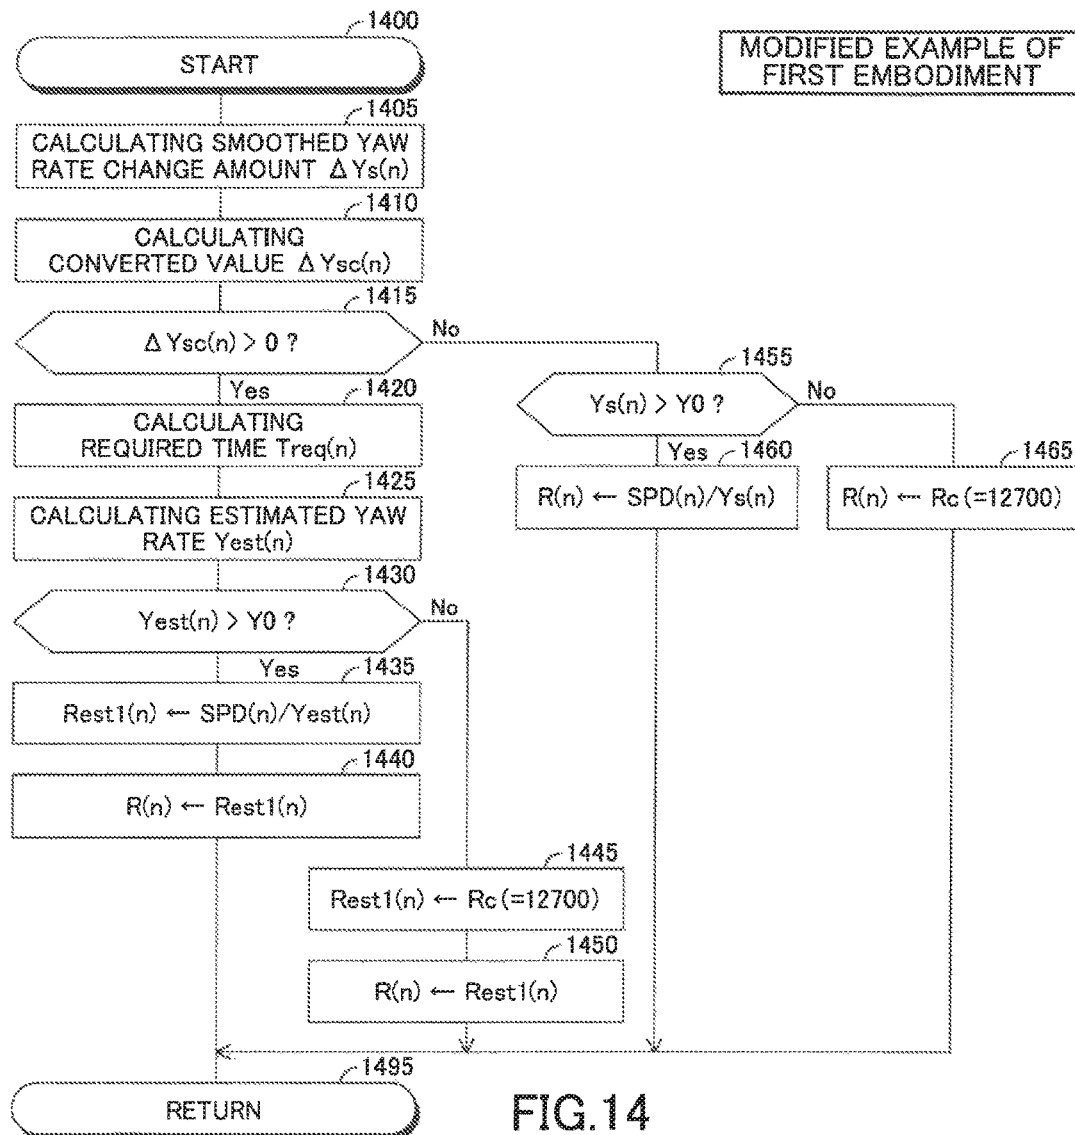 1400
START
MODIFIED EXAMPLE OF
FIRST EMBODIMENT
1405
CALCULATING SMOOTHED YAW
RATE CHANGE AMOUNT ΔYs(n)
1410
CALCULATING
CONVERTED VALUE ΔYsc(n)
1415
ΔYsc(n) > 0 ?
No
Yes
1420
CALCULATING
REQUIRED TIME Treq(n)
1425
CALCULATING ESTIMATED YAW
RATE Yest(n)
1430
Yest(n) > Y0 ?
No
Yes
1435
Rest1(n) ← SPD(n)/Yest(n)
1440
R(n) ← Rest1(n)
1445
Rest1(n) ← Rc(=12700)
1450
R(n) ← Rest1(n)
1455
Ys(n) > Y0 ?
No
Yes
1460
R(n) ← SPD(n)/Ys(n)
1465
R(n) ← Rc(=12700)
1495
RETURN
FIG.14